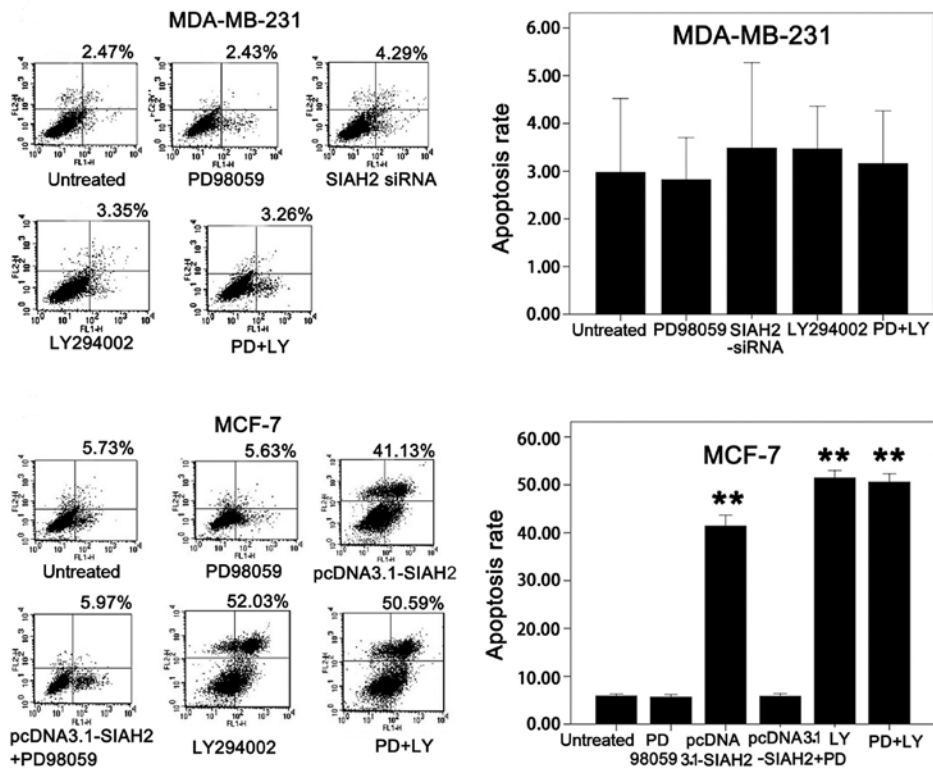 MDA-MB-231
2.47%
2.43%
4.29%
FL2-H
FL1-H
Untreated
PD98059
SIAH2 siRNA
3.35%
3.26%
LY294002
PD+LY
MDA-MB-231
Apoptosis rate
6.00
5.00
4.00
3.00
2.00
1.00
.00
Untreated PD98059 SIAH2 LY294002 PD+LY
-siRNA
MCF-7
5.73%
5.63%
41.13%
Untreated
PD98059
pcDNA3.1-SIAH2
5.97%
52.03%
50.59%
pcDNA3.1-SIAH2
+PD98059
LY294002
PD+LY
MCF-7
** ** **
Apoptosis rate
60.00
50.00
40.00
30.00
20.00
10.00
0.00
Untreated PD pcDNA pcDNA3.1 LY PD+LY
98059 3.1-SIAH2 -SIAH2+PD